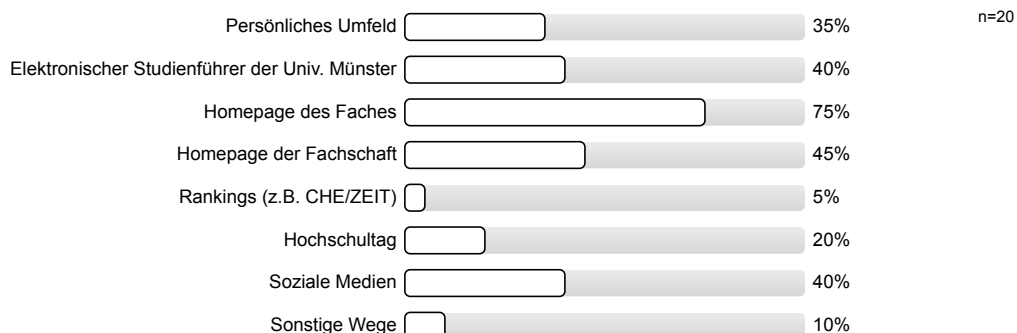 Persönliches Umfeld 35% n=20
Elektronischer Studienführer der Univ. Münster 40%
Homepage des Faches 75%
Homepage der Fachschaft 45%
Rankings (z.B. CHE/ZEIT) 5%
Hochschultag 20%
Soziale Medien 40%
Sonstige Wege 10%